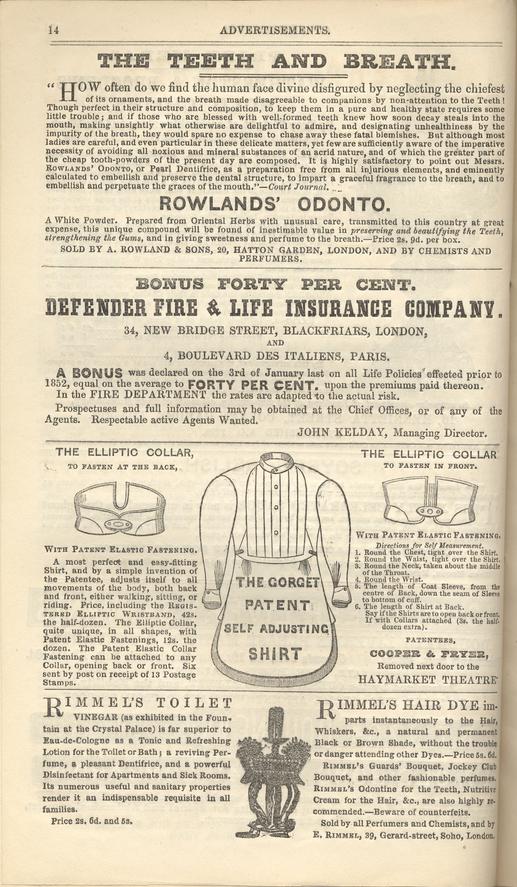 14
ADVERTISEMENTS.
THE TEETH AND BREATH.
"HOW often do we find the human face divine disfigured by neglecting the chiefest
of its ornaments, and the breath made disagreeable to companions by non-attention to the Teeth!
Though perfect in their structure and composition, to keep them in a pure and healthy state requires some
little trouble; and if those who are blessed with well-formed teeth knew how soon decay steals into the
mouth, making unsightly what otherwise are delightful to admire, and designating unhealthiness by the
impurity of the breath, they would spare no expense to chase away these fatal blemishes. But although most
ladies are careful, and even particular in these delicate matters, yet few are sufficiently aware of the imperative
necessity of avoiding all noxious and mineral substances of an acrid nature, and of which the greater part of
the cheap tooth-powders of the present day are composed. It is highly satisfactory to point out Messrs.
ROWLANDS' ODONTO, or Pearl Dentifrice, as a preparation free from all injurious elements, and eminently
calculated to embellish and preserve the dental structure, to impart a graceful fragrance to the breath, and to
embellish and perpetuate the graces of the mouth."—Court Journal.
ROWLANDS' ODONTO.
A White Powder. Prepared from Oriental Herbs with unusual care, transmitted to this country at great
expense, this unique compound will be found of inestimable value in preserving and beautifying the Teeth,
strengthening the Gums, and in giving sweetness and perfume to the breath.—Price 2s. 9d. per box.
SOLD BY A. ROWLAND & SONS, 20, HATTON GARDEN, LONDON, AND BY CHEMISTS AND
PERFUMERS.
BONUS FORTY PER CENT.
DEFENDER FIRE & LIFE INSURANCE COMPANY.
34, NEW BRIDGE STREET, BLACKFRIARS, LONDON,
AND
4, BOULEVARD DES ITALIENS, PARIS.
A BONUS was declared on the 3rd of January last on all Life Policies effected prior to
1852, equal on the average to FORTY PER CENT. upon the premiums paid thereon.
In the FIRE DEPARTMENT the rates are adapted to the actual risk.
Prospectuses and full information may be obtained at the Chief Offices, or of any of the
Agents. Respectable active Agents Wanted.
JOHN KELDAY, Managing Director.
THE ELLIPTIC COLLAR,
TO FASTEN AT THE BACK,
WITH PATENT ELASTIC FASTENING.
A most perfect and easy-fitting
Shirt, and by a simple invention of
the Patentee, adjusts itself to all
movements of the body, both back
and front, either walking, sitting, or
riding. Price, including the REGIS-
TERED ELLIPTIC WRISTBAND, 42s.
the half-dozen. The Elliptic Collar,
quite unique, in all shapes, with
Patent Elastic Fastenings, 12s. the
dozen. The Patent Elastic Collar
Fastening can be attached to any
Collar, opening back or front. Six
sent by post on receipt of 13 Postage
Stamps.
THE GORGET
PATENT
SELF ADJUSTING
SHIRT
THE ELLIPTIC COLLAR
TO FASTEN IN FRONT.
WITH PATENT ELASTIC FASTENING.
Directions for Self Measurement.
1. Round the Chest, tight over the Shirt.
2. Round the Waist, tight over the Shirt.
3. Round the Neck, taken about the middle
of the Throat.
4. Round the Wrist.
5. The length of Coat Sleeve, from the
centre of Back, down the seam of Sleeve
to bottom of cuff.
6. The length of Shirt at Back.
Say if the Shirts are to open back or front.
If with Collars attached (3s. the half-
dozen extra).
PATENTEES,
COOPER & FRYER,
Removed next door to the
HAYMARKET THEATRE
RIMMEL'S TOILET
VINEGAR (as exhibited in the Foun-
tain at the Crystal Palace) is far superior to
Eau-de-Cologne as a Tonic and Refreshing
Lotion for the Toilet or Bath; a reviving Per-
fume, a pleasant Dentifrice, and a powerful
Disinfectant for Apartments and Sick Rooms.
Its numerous useful and sanitary properties
render it an indispensable requisite in all
families.
Price 2s. 6d. and 5s.
RIMMEL'S HAIR DYE im-
parts instantaneously to the Hair,
Whiskers, &c., a natural and permanent
Black or Brown Shade, without the trouble
or danger attending other Dyes.—Price 5s. 6d.
RIMMEL'S Guards' Bouquet, Jockey Club
Bouquet, and other fashionable perfumes.
RIMMEL'S Odontine for the Teeth, Nutritive
Cream for the Hair, &c., are also highly re-
commended.—Beware of counterfeits.
Sold by all Perfumers and Chemists, and by
E. RIMMEL, 39, Gerard-street, Soho, London.